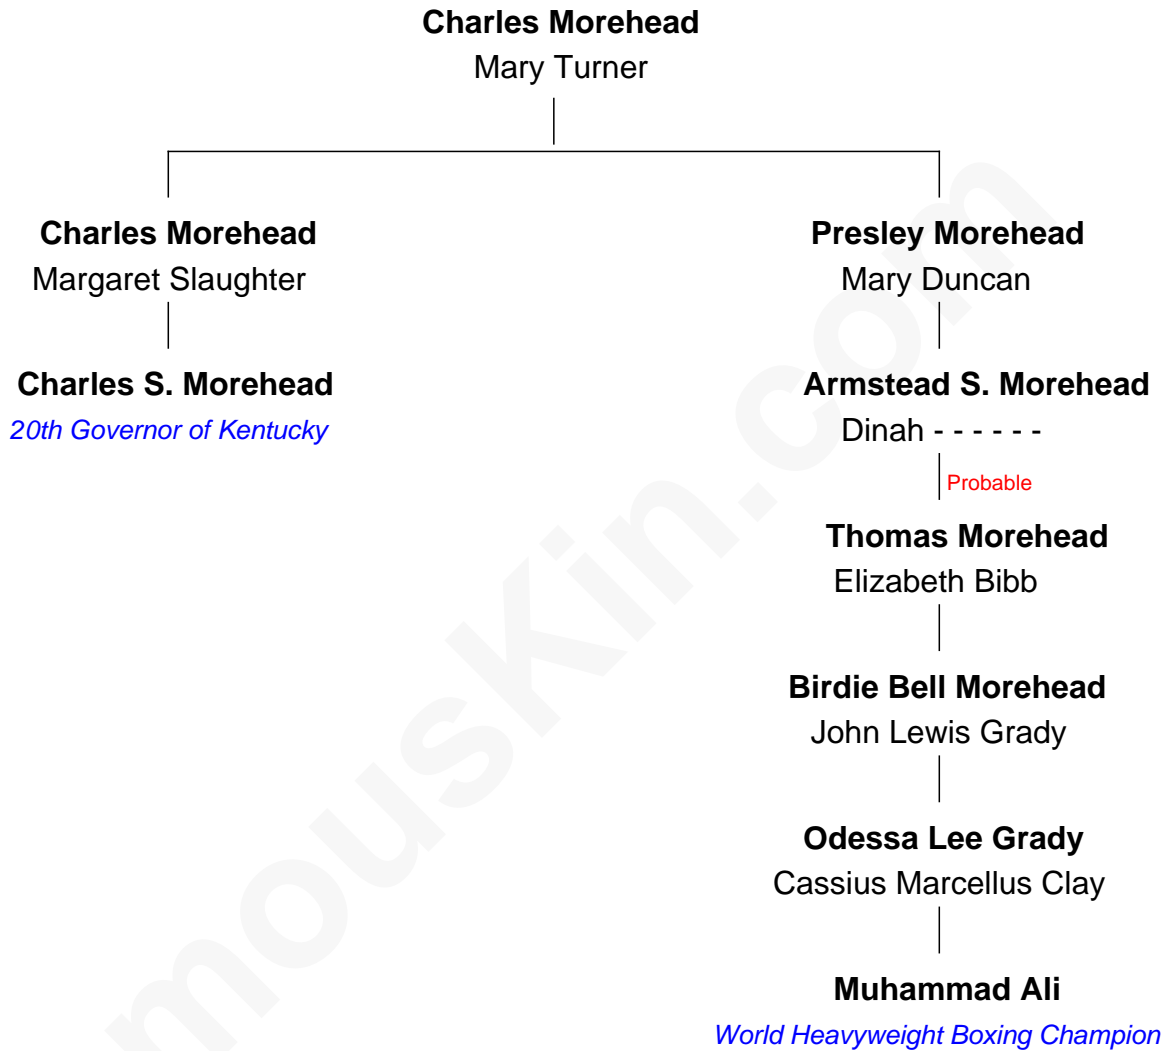 Charles Morehead
Mary Turner
Charles Morehead
Margaret Slaughter
Charles S. Morehead
20th Governor of Kentucky
Presley Morehead
Mary Duncan
Armstead S. Morehead
Dinah - - - - - -
Probable
Thomas Morehead
Elizabeth Bibb
Birdie Bell Morehead
John Lewis Grady
Odessa Lee Grady
Cassius Marcellus Clay
Muhammad Ali
World Heavyweight Boxing Champion
mousKin.com